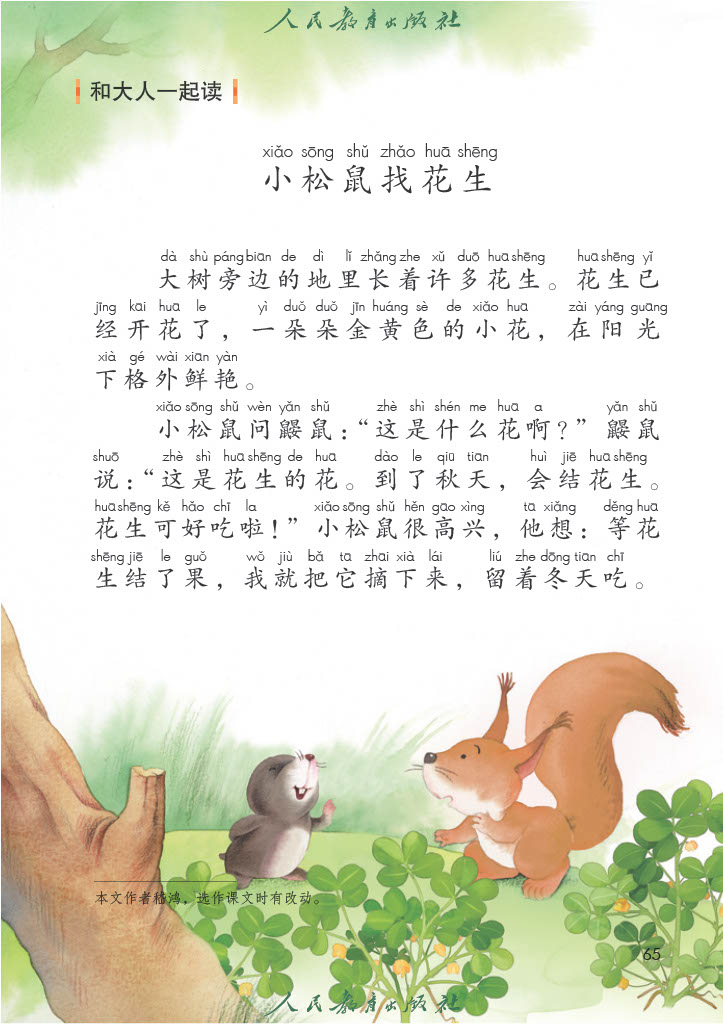 人民教育出版社
和大人一起读
xiǎo sōng shǔ zhǎo huā shēng
小松鼠找花生
dà shù páng biān de dì lǐ zhǎng zhe xǔ duō huā shēng huā shēng yǐ
大树旁边的地里长着许多花生。花生已
jīng kāi huā le yì duǒ duǒ jīn huáng sè de xiǎo huā zài yáng guāng
经开花了，一朵朵金黄色的小花，在阳光
xià gé wài xiān yàn
下格外鲜艳。
xiǎo sōng shǔ wèn yǎn shǔ zhè shì shén me huā a yǎn shǔ
小松鼠问鼹鼠：“这是什么花啊？”鼹鼠
shuō zhè shì huā shēng de huā dào le qiū tiān huì jiē huā shēng
说：“这是花生的花。到了秋天，会结花生。
huā shēng kě hǎo chī la xiǎo sōng shǔ hěn gāo xìng tā xiǎng děng huā
花生可好吃啦！”小松鼠很高兴，他想：等花
shēng jiē le guǒ wǒ jiù bǎ tā zhāi xià lái liú zhe dōng tiān chī
生结了果，我就把它摘下来，留着冬天吃。
本文作者嵇鸿，选作课文时有改动。
65
人民教育出版社